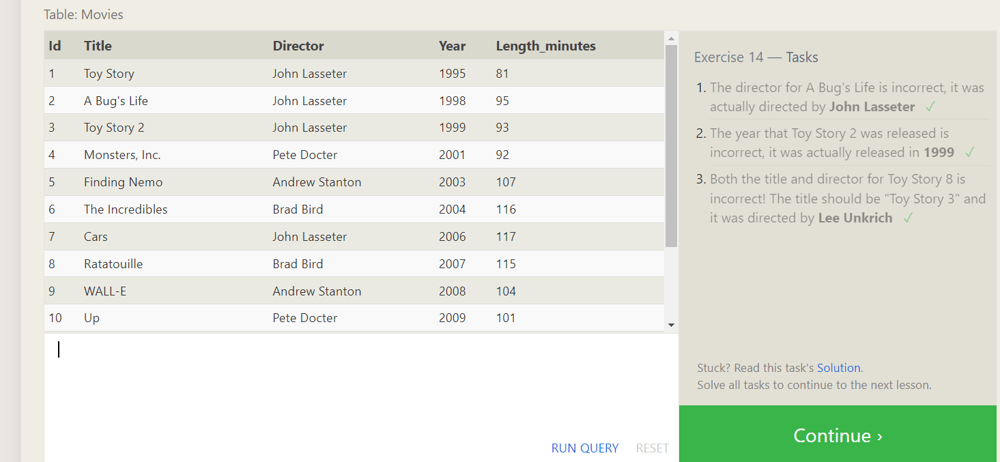 Table: Movies
Id Title Director Year Length_minutes
1 Toy Story John Lasseter 1995 81
2 A Bug's Life John Lasseter 1998 95
3 Toy Story 2 John Lasseter 1999 93
4 Monsters, Inc. Pete Docter 2001 92
5 Finding Nemo Andrew Stanton 2003 107
6 The Incredibles Brad Bird 2004 116
7 Cars John Lasseter 2006 117
8 Ratatouille Brad Bird 2007 115
9 WALL-E Andrew Stanton 2008 104
10 Up Pete Docter 2009 101
RUN QUERY RESET
Exercise 14 — Tasks
1. The director for A Bug's Life is incorrect, it was
actually directed by John Lasseter ✓
2. The year that Toy Story 2 was released is
incorrect, it was actually released in 1999 ✓
3. Both the title and director for Toy Story 8 is
incorrect! The title should be "Toy Story 3" and
it was directed by Lee Unkrich ✓
Stuck? Read this task's Solution.
Solve all tasks to continue to the next lesson.
Continue ›